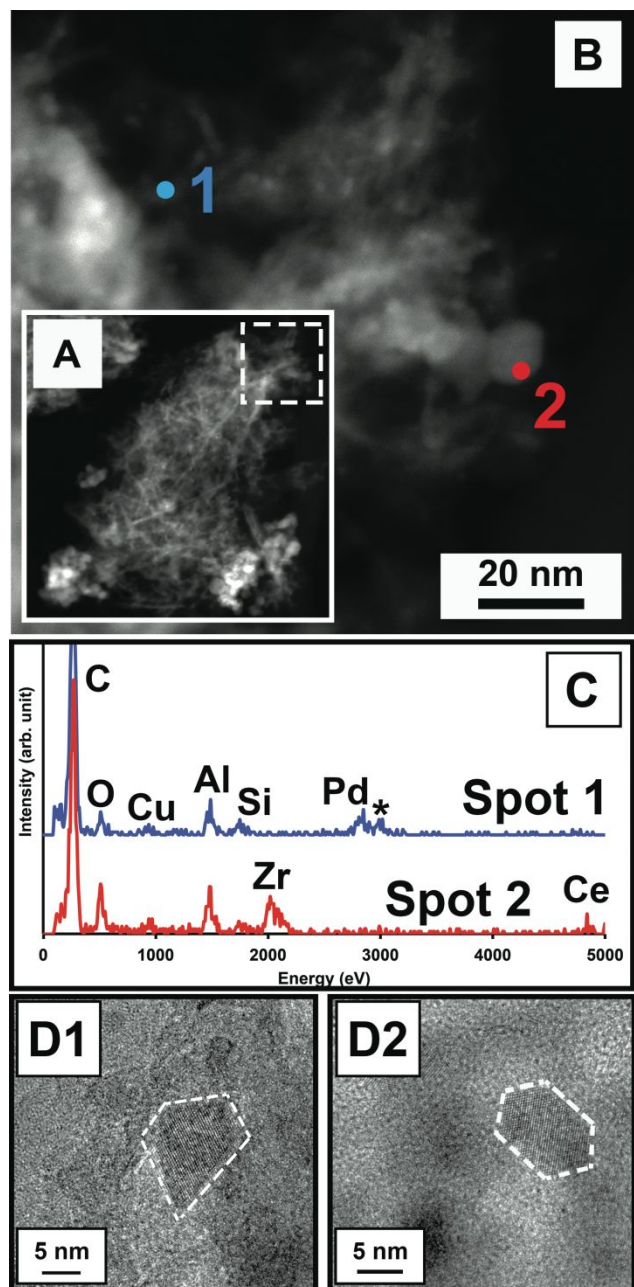 B
1
A
2
20 nm
C
C
O
Cu
Al
Si
Pd
*
Spot 1
Zr
Spot 2
Ce
Intensity (arb. unit)
0 1000 2000 3000 4000 5000
Energy (eV)
D1
D2
5 nm
5 nm